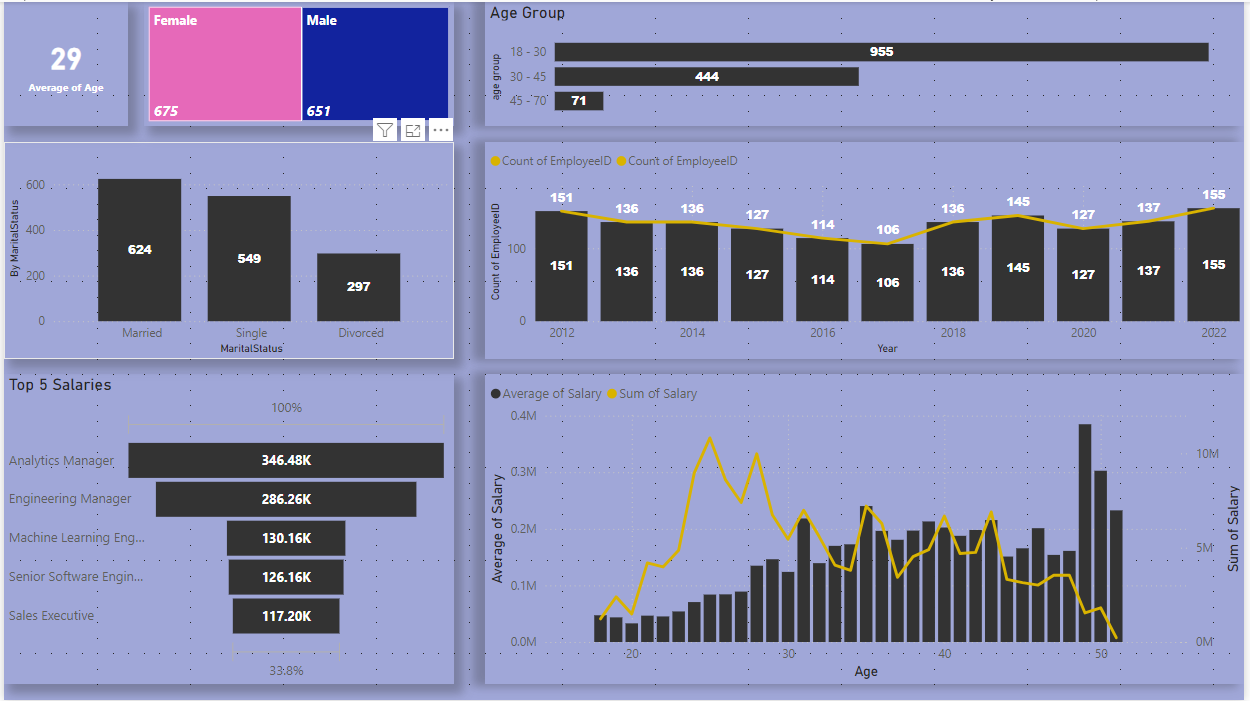 29
Average of Age
Female
Male
675
651
Age Group
age group
18 - 30
955
30 - 45
444
45 - 70
71
By MaritalStatus
600
400
200
0
624
549
297
Married
Single
Divorced
MaritalStatus
Count of EmployeeID
Count of EmployeeID
Count of EmployeeID
100
0
151
136
136
127
114
106
136
145
127
137
155
151
136
136
127
114
106
136
145
127
137
155
2012
2014
2016
2018
2020
2022
Year
Top 5 Salaries
100%
Analytics Manager
346.48K
Engineering Manager
286.26K
Machine Learning Eng...
130.16K
Senior Software Engin...
126.16K
Sales Executive
117.20K
33.8%
Average of Salary
Sum of Salary
Average of Salary
0.4M
0.3M
0.2M
0.1M
0.0M
10M
5M
0M
Sum of Salary
20
30
40
50
Age